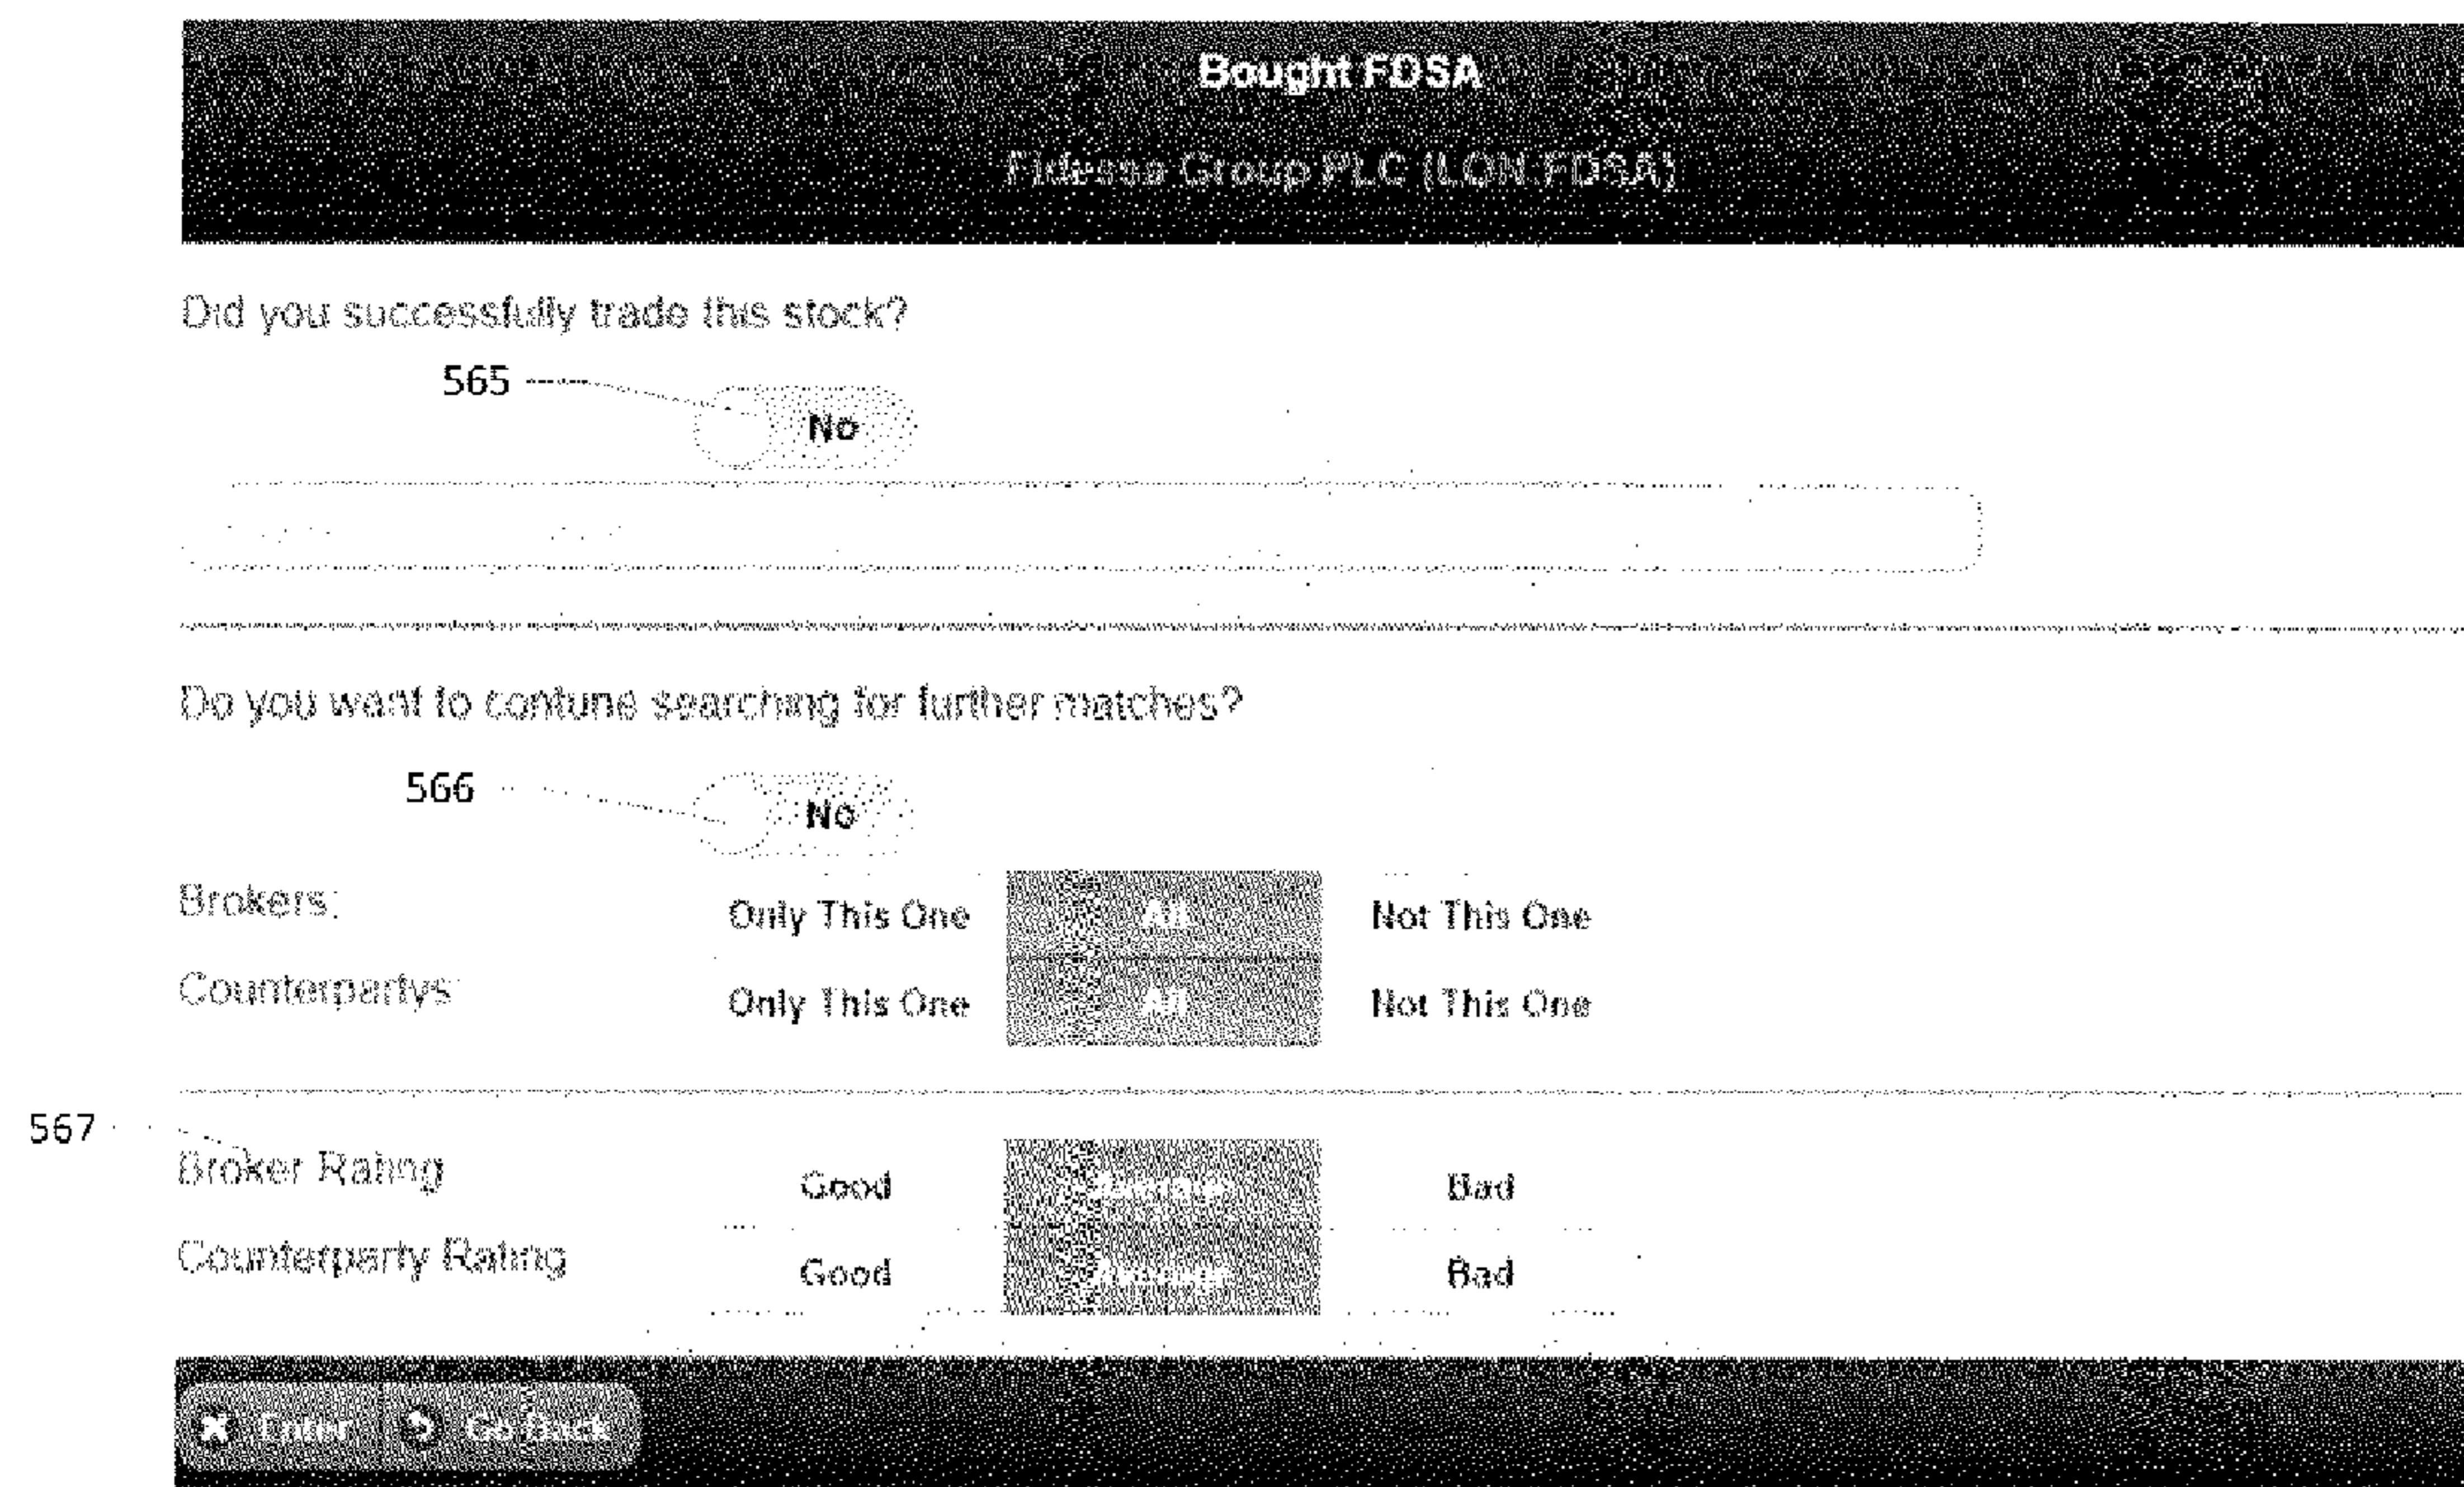 Bought FDSA
Fidessa Group PLC (LON:FDSA)
Did you successfully trade this stock?
565
No
Do you want to contune searching for further matches?
566
No
Brokers: Only This One All Not This One
Counterpartys: Only This One All Not This One
567
Broker Rating Good Average Bad
Counterparty Rating Good Average Bad
Enter Go Back